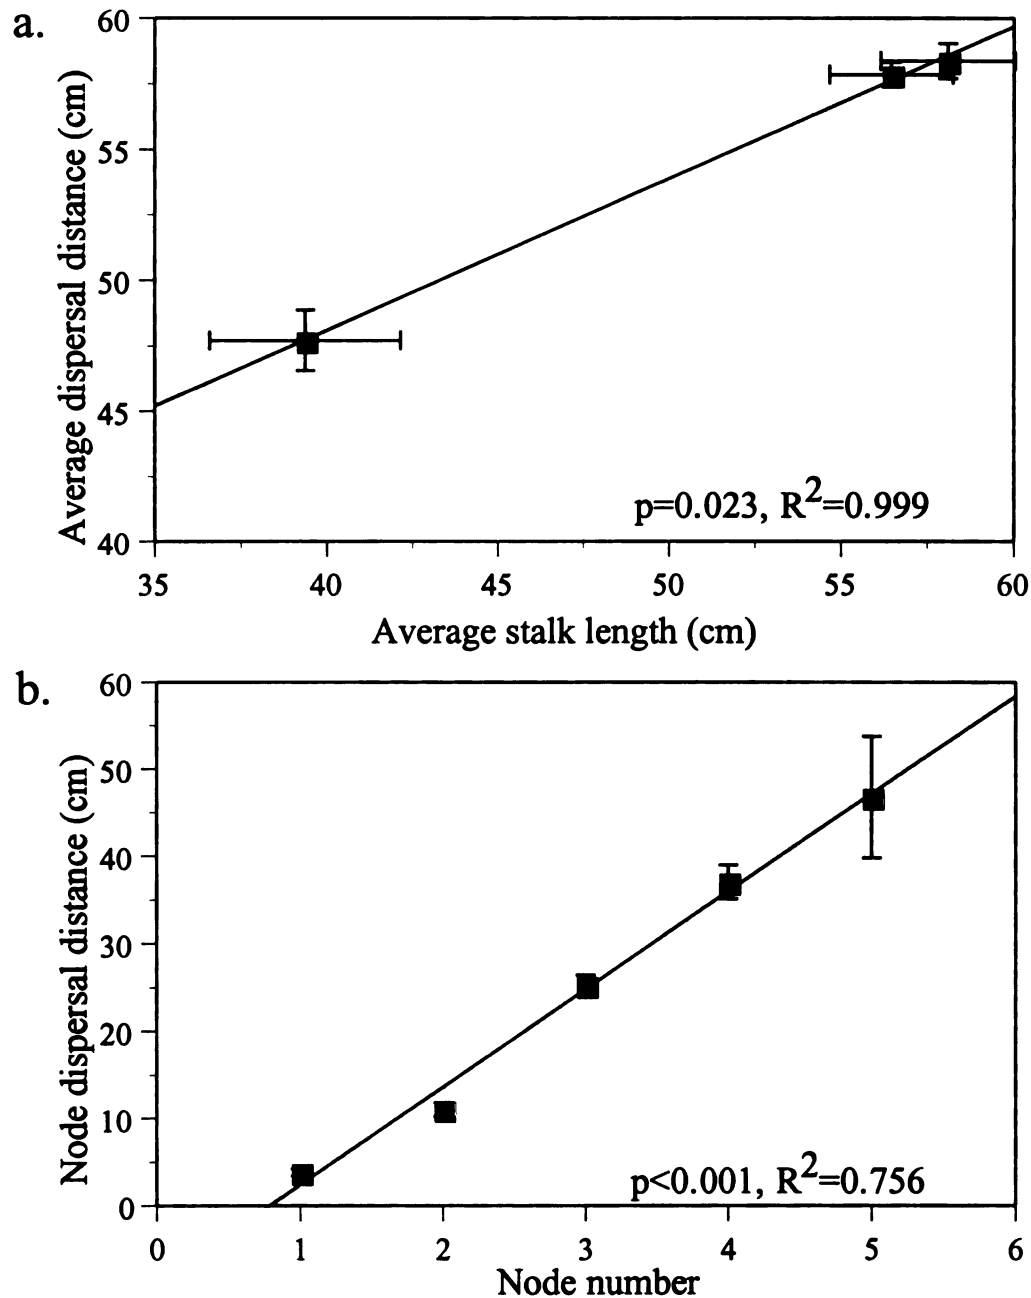 a.
60
55
50
45
40
Average dispersal distance (cm)
p=0.023, R2=0.999
35 40 45 50 55 60
Average stalk length (cm)
b.
60
50
40
30
20
10
0
Node dispersal distance (cm)
p<0.001, R2=0.756
0 1 2 3 4 5 6
Node number